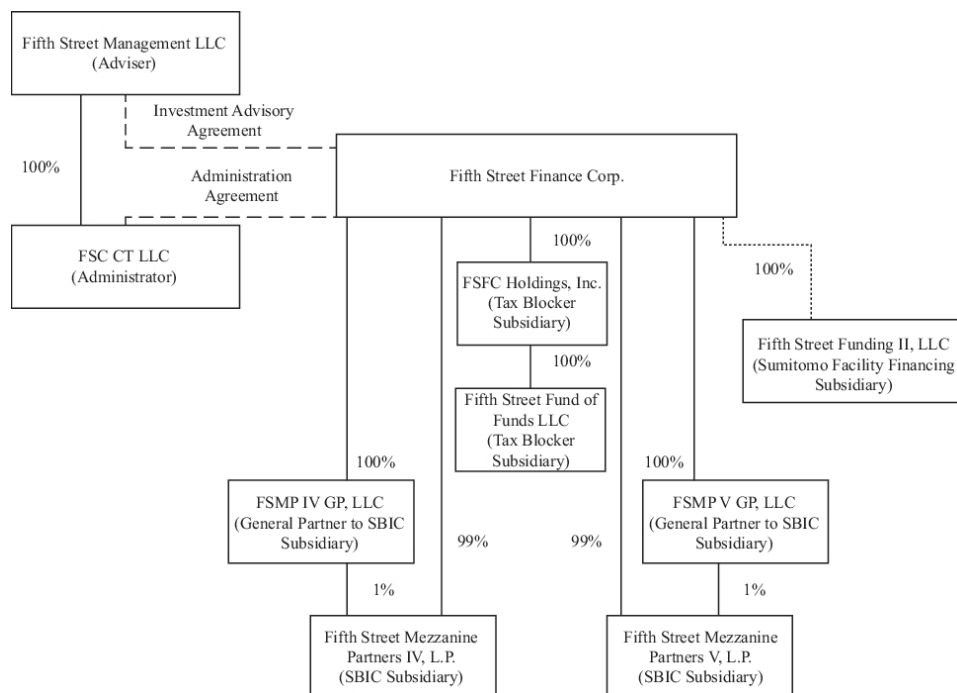 Fifth Street Management LLC
(Adviser)
Investment Advisory
Agreement
100%
Administration
Agreement
Fifth Street Finance Corp.
FSC CT LLC
(Administrator)
100%
100%
FSFC Holdings, Inc.
(Tax Blocker
Subsidiary)
Fifth Street Funding II, LLC
(Sumitomo Facility Financing
Subsidiary)
100%
Fifth Street Fund of
Funds LLC
(Tax Blocker
Subsidiary)
100%
100%
FSMP IV GP, LLC
(General Partner to SBIC
Subsidiary)
99%
99%
FSMP V GP, LLC
(General Partner to SBIC
Subsidiary)
1%
1%
Fifth Street Mezzanine
Partners IV, L.P.
(SBIC Subsidiary)
Fifth Street Mezzanine
Partners V, L.P.
(SBIC Subsidiary)